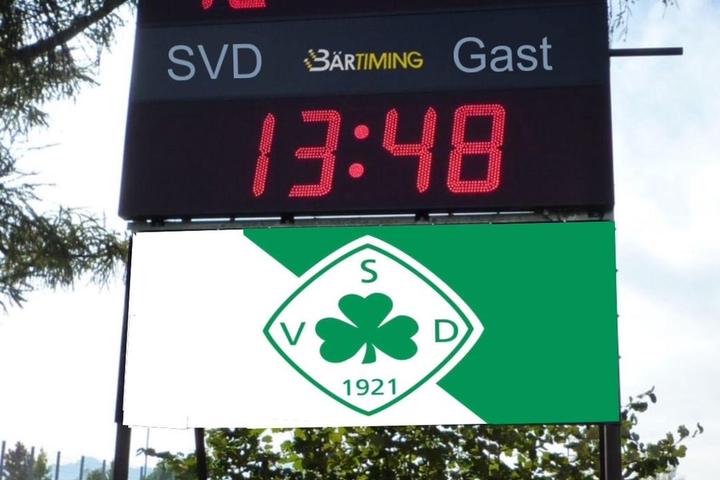 SVD BÄRTIMING Gast
13:48
S
V D
1921